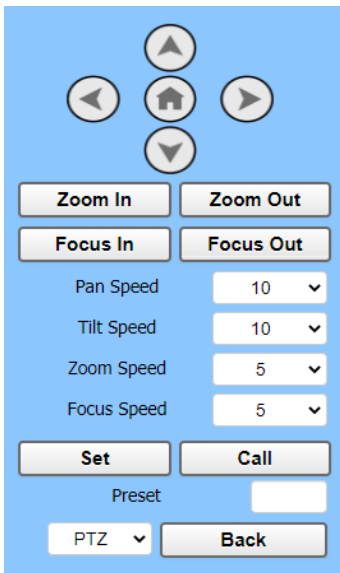 Zoom In Zoom Out
Focus In Focus Out
Pan Speed 10
Tilt Speed 10
Zoom Speed 5
Focus Speed 5
Set Call
Preset
PTZ Back